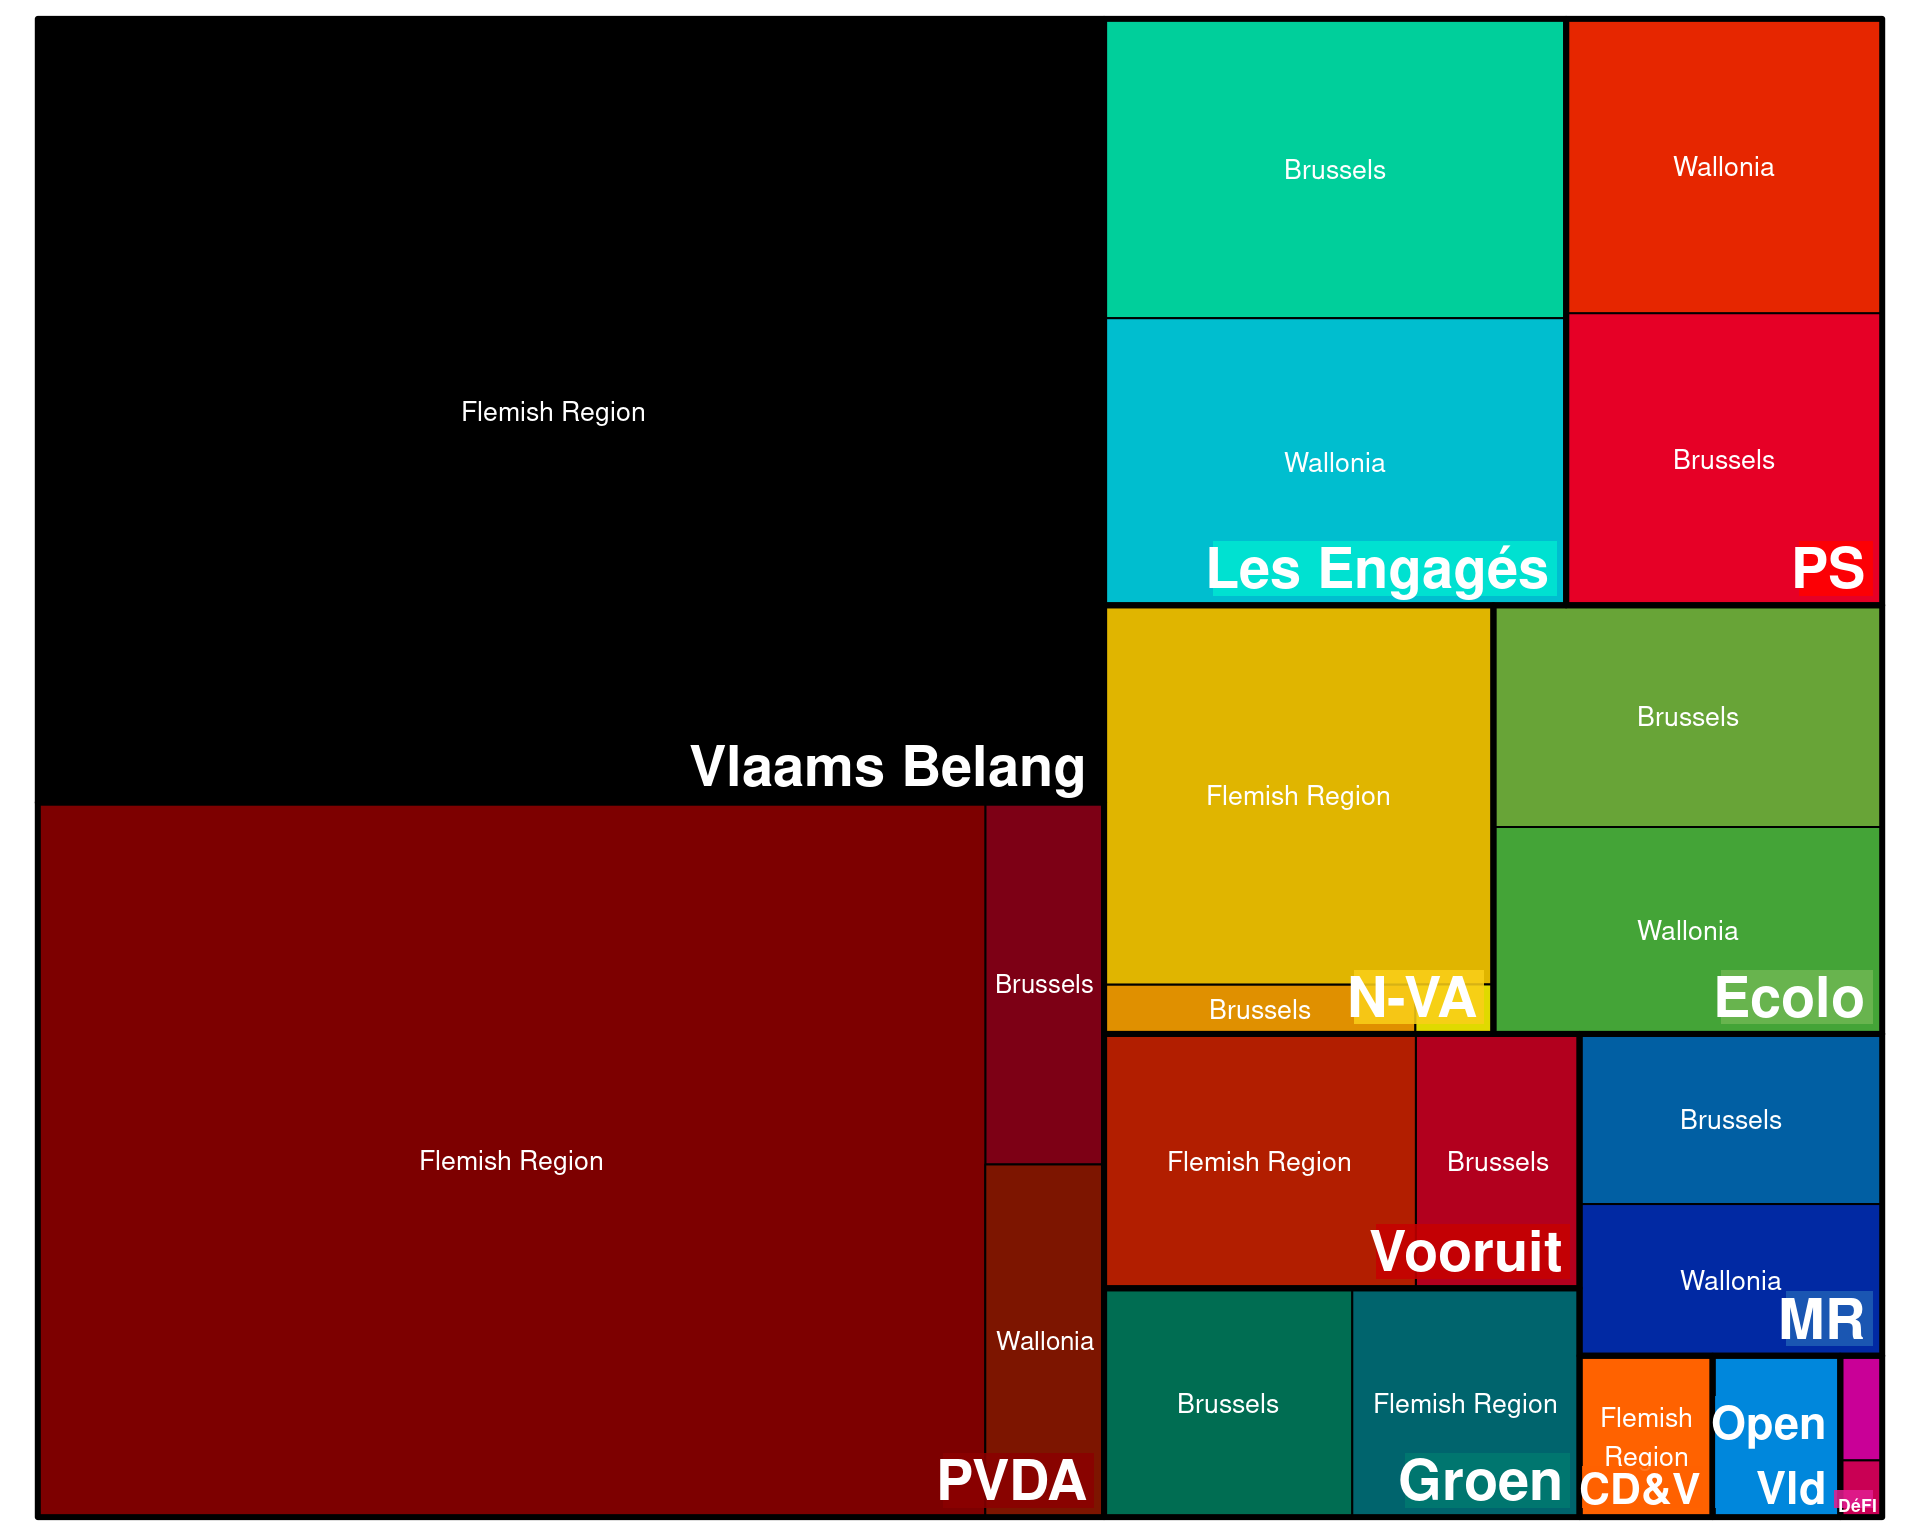 Flemish Region
Vlaams Belang
Flemish Region
Brussels
Wallonia
PVDA
Brussels
Wallonia
Les Engagés
Wallonia
Brussels
PS
Flemish Region
Brussels
N-VA
Brussels
Wallonia
Ecolo
Flemish Region
Brussels
Vooruit
Brussels
Wallonia
MR
Brussels
Flemish Region
Groen
Flemish
Region
CD&V
Open
Vld
DéFI